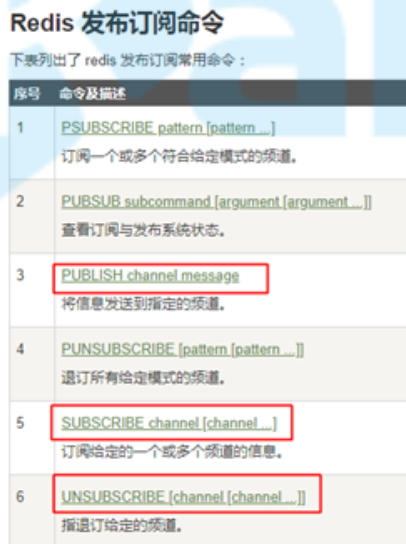 Redis 发布订阅命令
下表列出了 redis 发布订阅常用命令：
序号 命令及描述
1 PSUBSCRIBE pattern [pattern ...]
订阅一个或多个符合给定模式的频道。
2 PUBSUB subcommand [argument [argument ...]]
查看订阅与发布系统状态。
3 PUBLISH channel message
将信息发送到指定的频道。
4 PUNSUBSCRIBE [pattern [pattern ...]]
退订所有给定模式的频道。
5 SUBSCRIBE channel [channel ...]
订阅给定的一个或多个频道的信息。
6 UNSUBSCRIBE [channel [channel ...]]
指退订给定的频道。